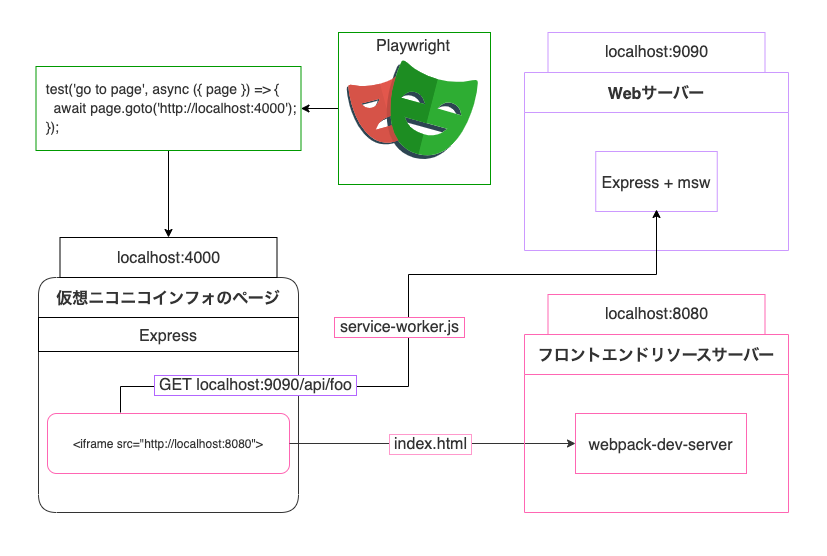 Playwright
test('go to page', async ({ page }) => {
await page.goto('http://localhost:4000');
});
localhost:9090
Webサーバー
Express + msw
localhost:4000
仮想ニコニコインフォのページ
Express
service-worker.js
GET localhost:9090/api/foo
<iframe src="http://localhost:8080">
index.html
localhost:8080
フロントエンドリソースサーバー
webpack-dev-server